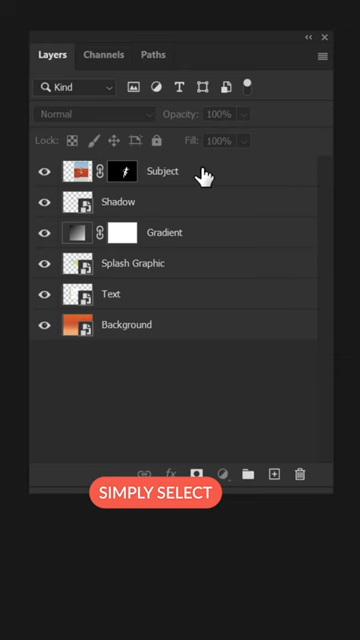 Layers Channels Paths
Kind
Normal Opacity: 100%
Lock: Fill: 100%
Subject
Shadow
Gradient
Splash Graphic
Text
Background
fx
SIMPLY SELECT